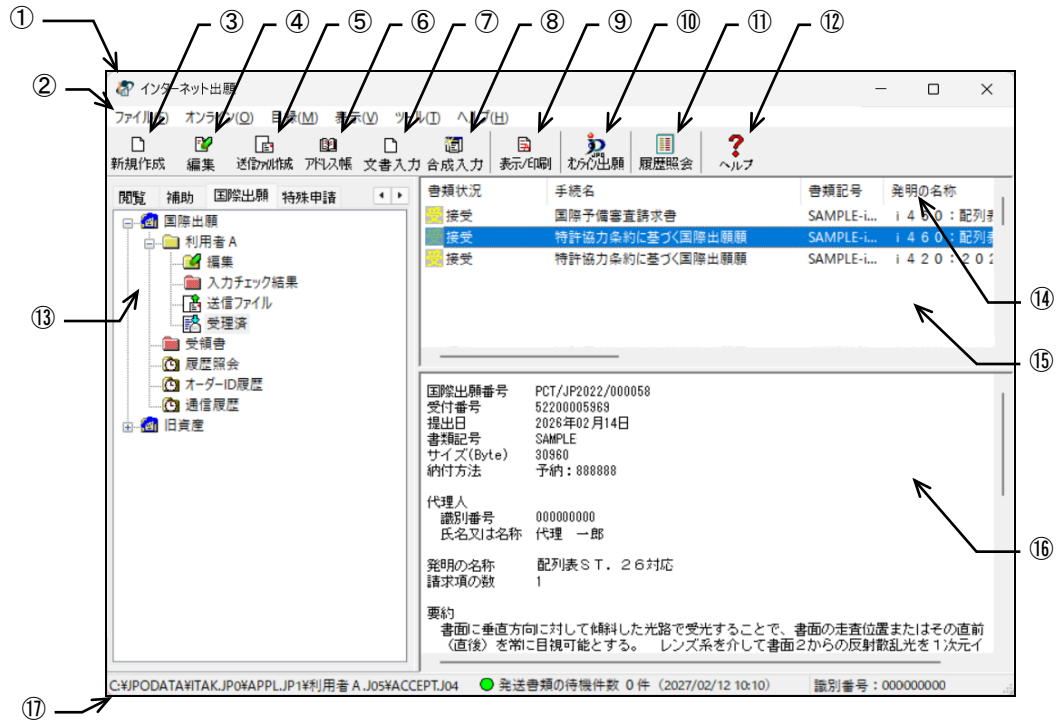 ① ③ ④ ⑤ ⑥ ⑦ ⑧ ⑨ ⑩ ⑪ ⑫
②
インターネット出願
ファイル(F) オンライン(O) 目録(M) 表示(V) ツール(T) ヘルプ(H)
新規作成 編集 送信ファイル作成 アドレス帳 文書入力 合成入力 表示/印刷 オンライン出願 履歴照会 ヘルプ
閲覧 補助 国際出願 特殊申請
国際出願
利用者A
編集
入力チェック結果
送信ファイル
受理済
受領書
履歴照会
オーダーID履歴
通信履歴
旧資産
⑬
書類状況 手続名 書類記号 発明の名称
受 接受 国際予備審査請求書 SAMPLE-i... ｉ４６０：配列表
受 接受 特許協力条約に基づく国際出願願 SAMPLE-i... ｉ４６０：配列表
受 接受 特許協力条約に基づく国際出願願 SAMPLE-i... ｉ４２０：２０２
⑭
⑮
国際出願番号 PCT/JP2022/000058
受付番号 52200005969
提出日 2026年02月14日
書類記号 SAMPLE
サイズ(Byte) 30960
納付方法 予納：888888
代理人
識別番号 000000000
氏名又は名称 代理　一郎
発明の名称 配列表ＳＴ．２６対応
請求項の数 1
要約
書面に垂直方向に対して傾斜した光路で受光することで、書面の走査位置またはその直前
（直後）を常に目視可能とする。　レンズ系を介して書面２からの反射散乱光を１次元イ
⑯
C:¥JPODATA¥ITAK.JP0¥APPL.JP1¥利用者Ａ.J05¥ACCEPT.J04 発送書類の待機件数 0 件（2027/02/12 10:10） 識別番号：000000000
⑰